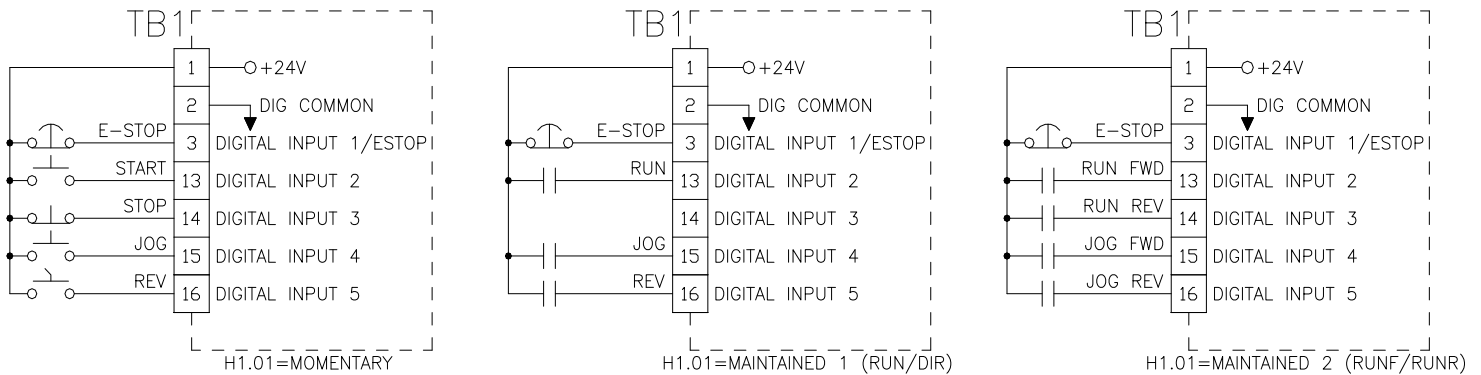 TB1
1 +24V
2 DIG COMMON
E-STOP 3 DIGITAL INPUT 1/ESTOP
START 13 DIGITAL INPUT 2
STOP 14 DIGITAL INPUT 3
JOG 15 DIGITAL INPUT 4
REV 16 DIGITAL INPUT 5
H1.01=MOMENTARY
TB1
1 +24V
2 DIG COMMON
E-STOP 3 DIGITAL INPUT 1/ESTOP
RUN 13 DIGITAL INPUT 2
14 DIGITAL INPUT 3
JOG 15 DIGITAL INPUT 4
REV 16 DIGITAL INPUT 5
H1.01=MAINTAINED 1 (RUN/DIR)
TB1
1 +24V
2 DIG COMMON
E-STOP 3 DIGITAL INPUT 1/ESTOP
RUN FWD 13 DIGITAL INPUT 2
RUN REV 14 DIGITAL INPUT 3
JOG FWD 15 DIGITAL INPUT 4
JOG REV 16 DIGITAL INPUT 5
H1.01=MAINTAINED 2 (RUNF/RUNR)